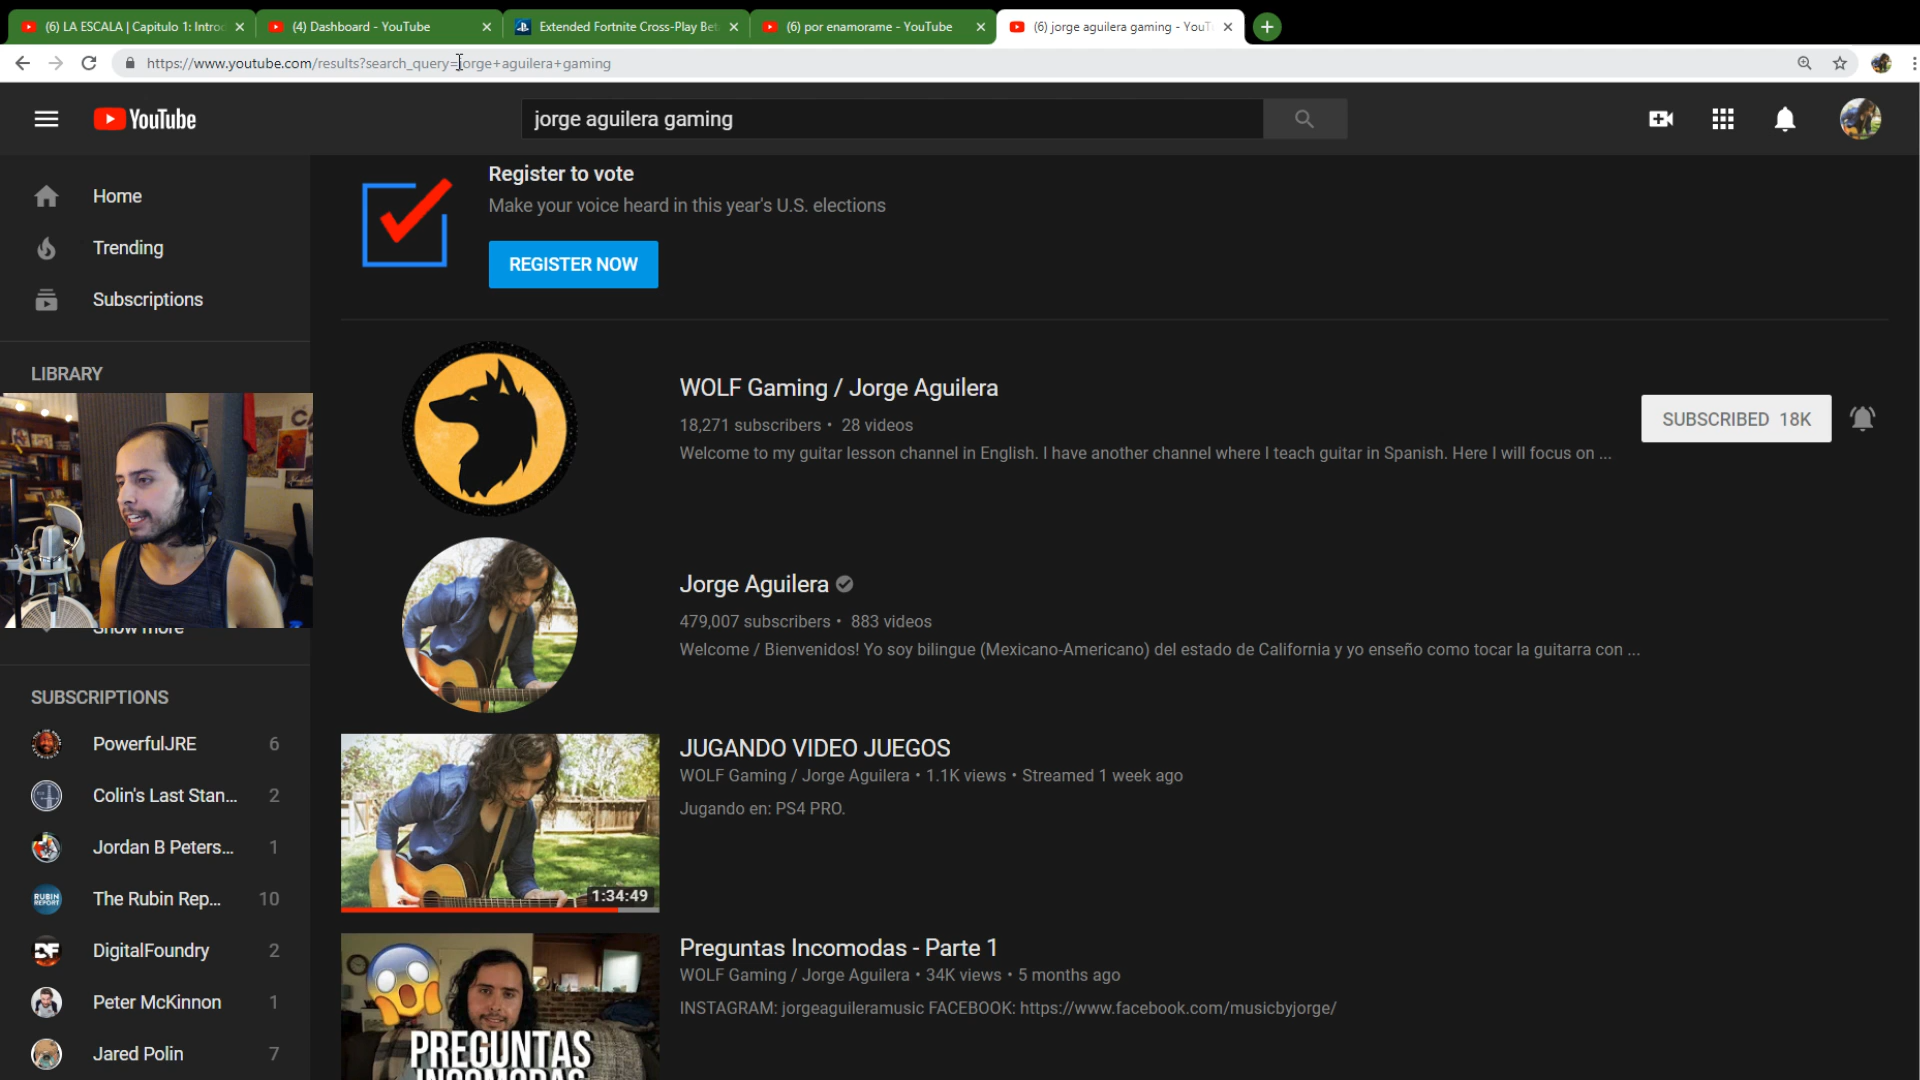 (6) LA ESCALA | Capitulo 1: Introc
(4) Dashboard - YouTube
Extended Fortnite Cross-Play Bet
(6) por enamorame - YouTube
(6) jorge aguilera gaming - YouT
https://www.youtube.com/results?search_query=jorge+aguilera+gaming
YouTube
jorge aguilera gaming
Home
Trending
Subscriptions
LIBRARY
Show more
SUBSCRIPTIONS
PowerfulJRE 6
Colin's Last Stan... 2
Jordan B Peters... 1
The Rubin Rep... 10
DigitalFoundry 2
Peter McKinnon 1
Jared Polin 7
RUBIN
REPORT
DF
Register to vote
Make your voice heard in this year's U.S. elections
REGISTER NOW
WOLF Gaming / Jorge Aguilera
18,271 subscribers • 28 videos
Welcome to my guitar lesson channel in English. I have another channel where I teach guitar in Spanish. Here I will focus on ...
SUBSCRIBED 18K
Jorge Aguilera
479,007 subscribers • 883 videos
Welcome / Bienvenidos! Yo soy bilingue (Mexicano-Americano) del estado de California y yo enseño como tocar la guitarra con ...
1:34:49
JUGANDO VIDEO JUEGOS
WOLF Gaming / Jorge Aguilera • 1.1K views • Streamed 1 week ago
Jugando en: PS4 PRO.
PREGUNTAS
INCOMODAS
Preguntas Incomodas - Parte 1
WOLF Gaming / Jorge Aguilera • 34K views • 5 months ago
INSTAGRAM: jorgeaguileramusic FACEBOOK: https://www.facebook.com/musicbyjorge/